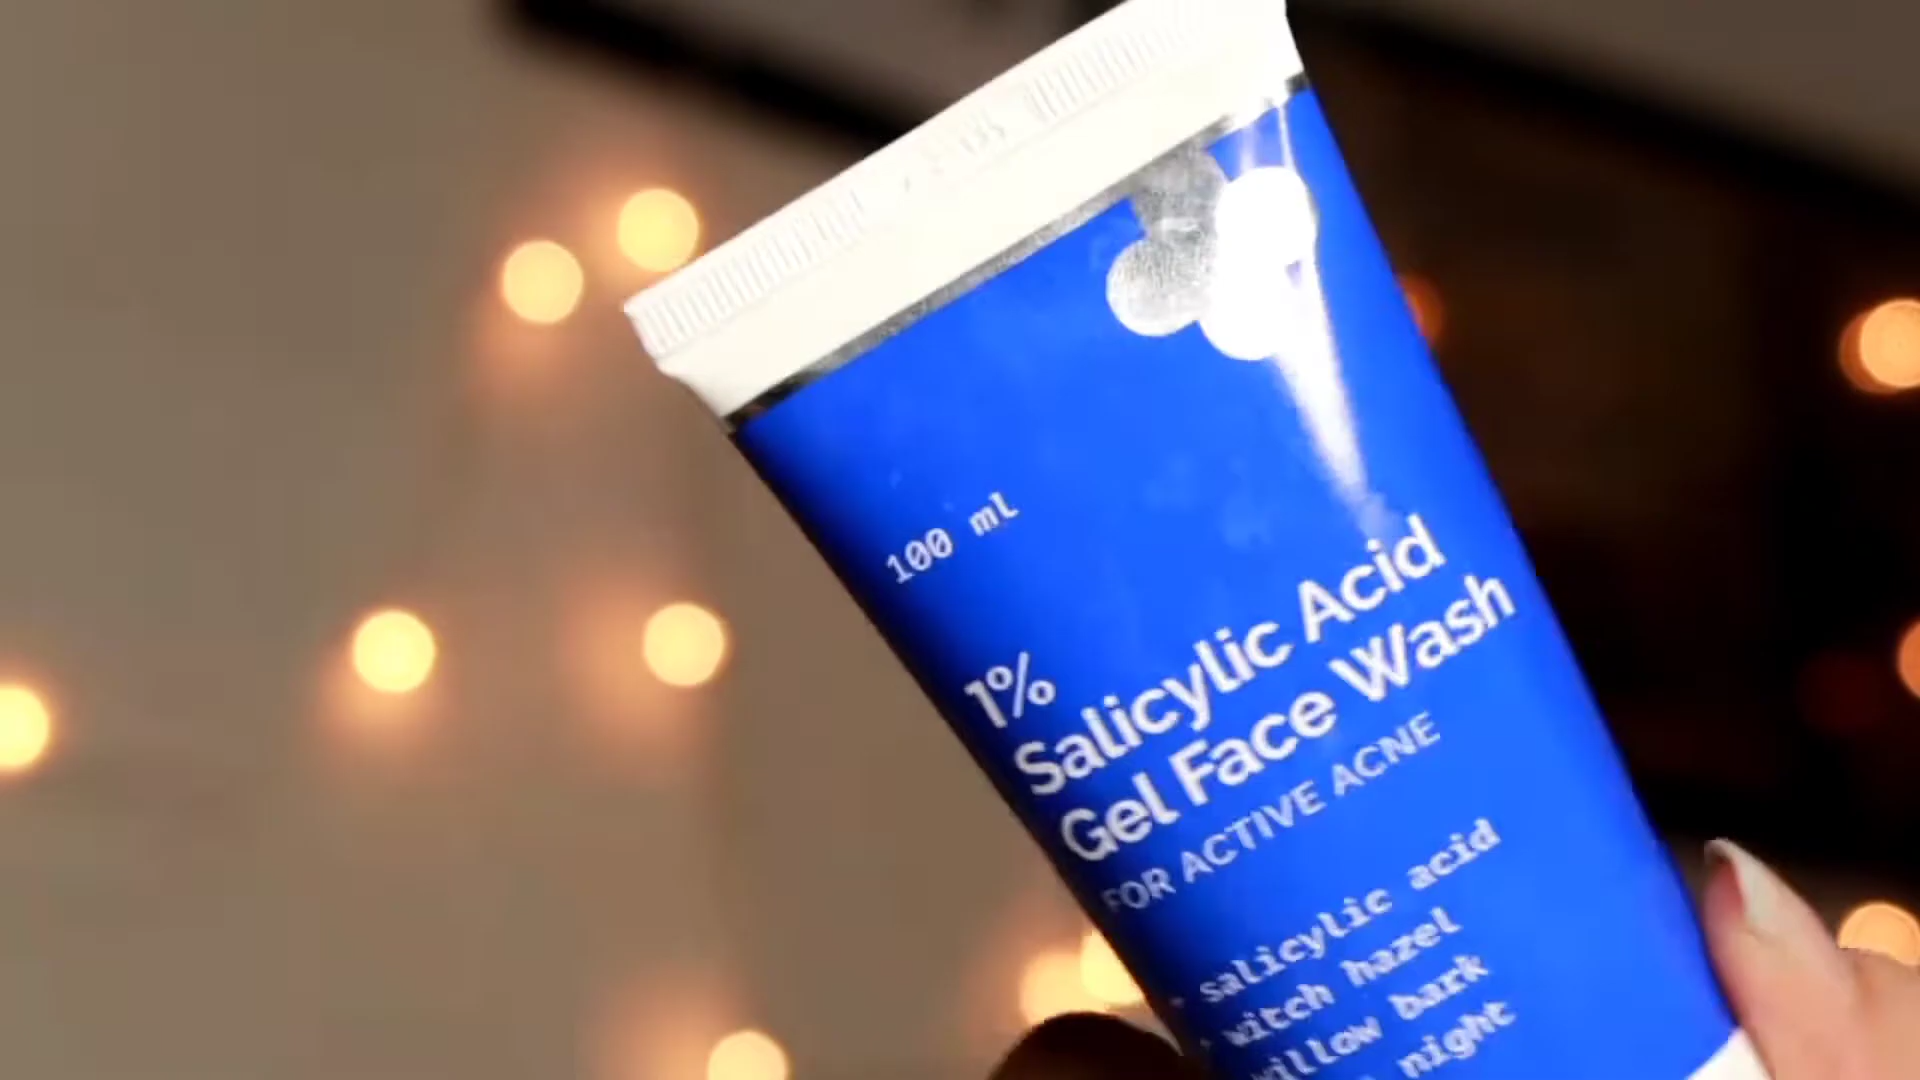 100 ml
1%
Salicylic Acid
Gel Face Wash
FOR ACTIVE ACNE
salicylic acid
witch hazel
willow bark
night